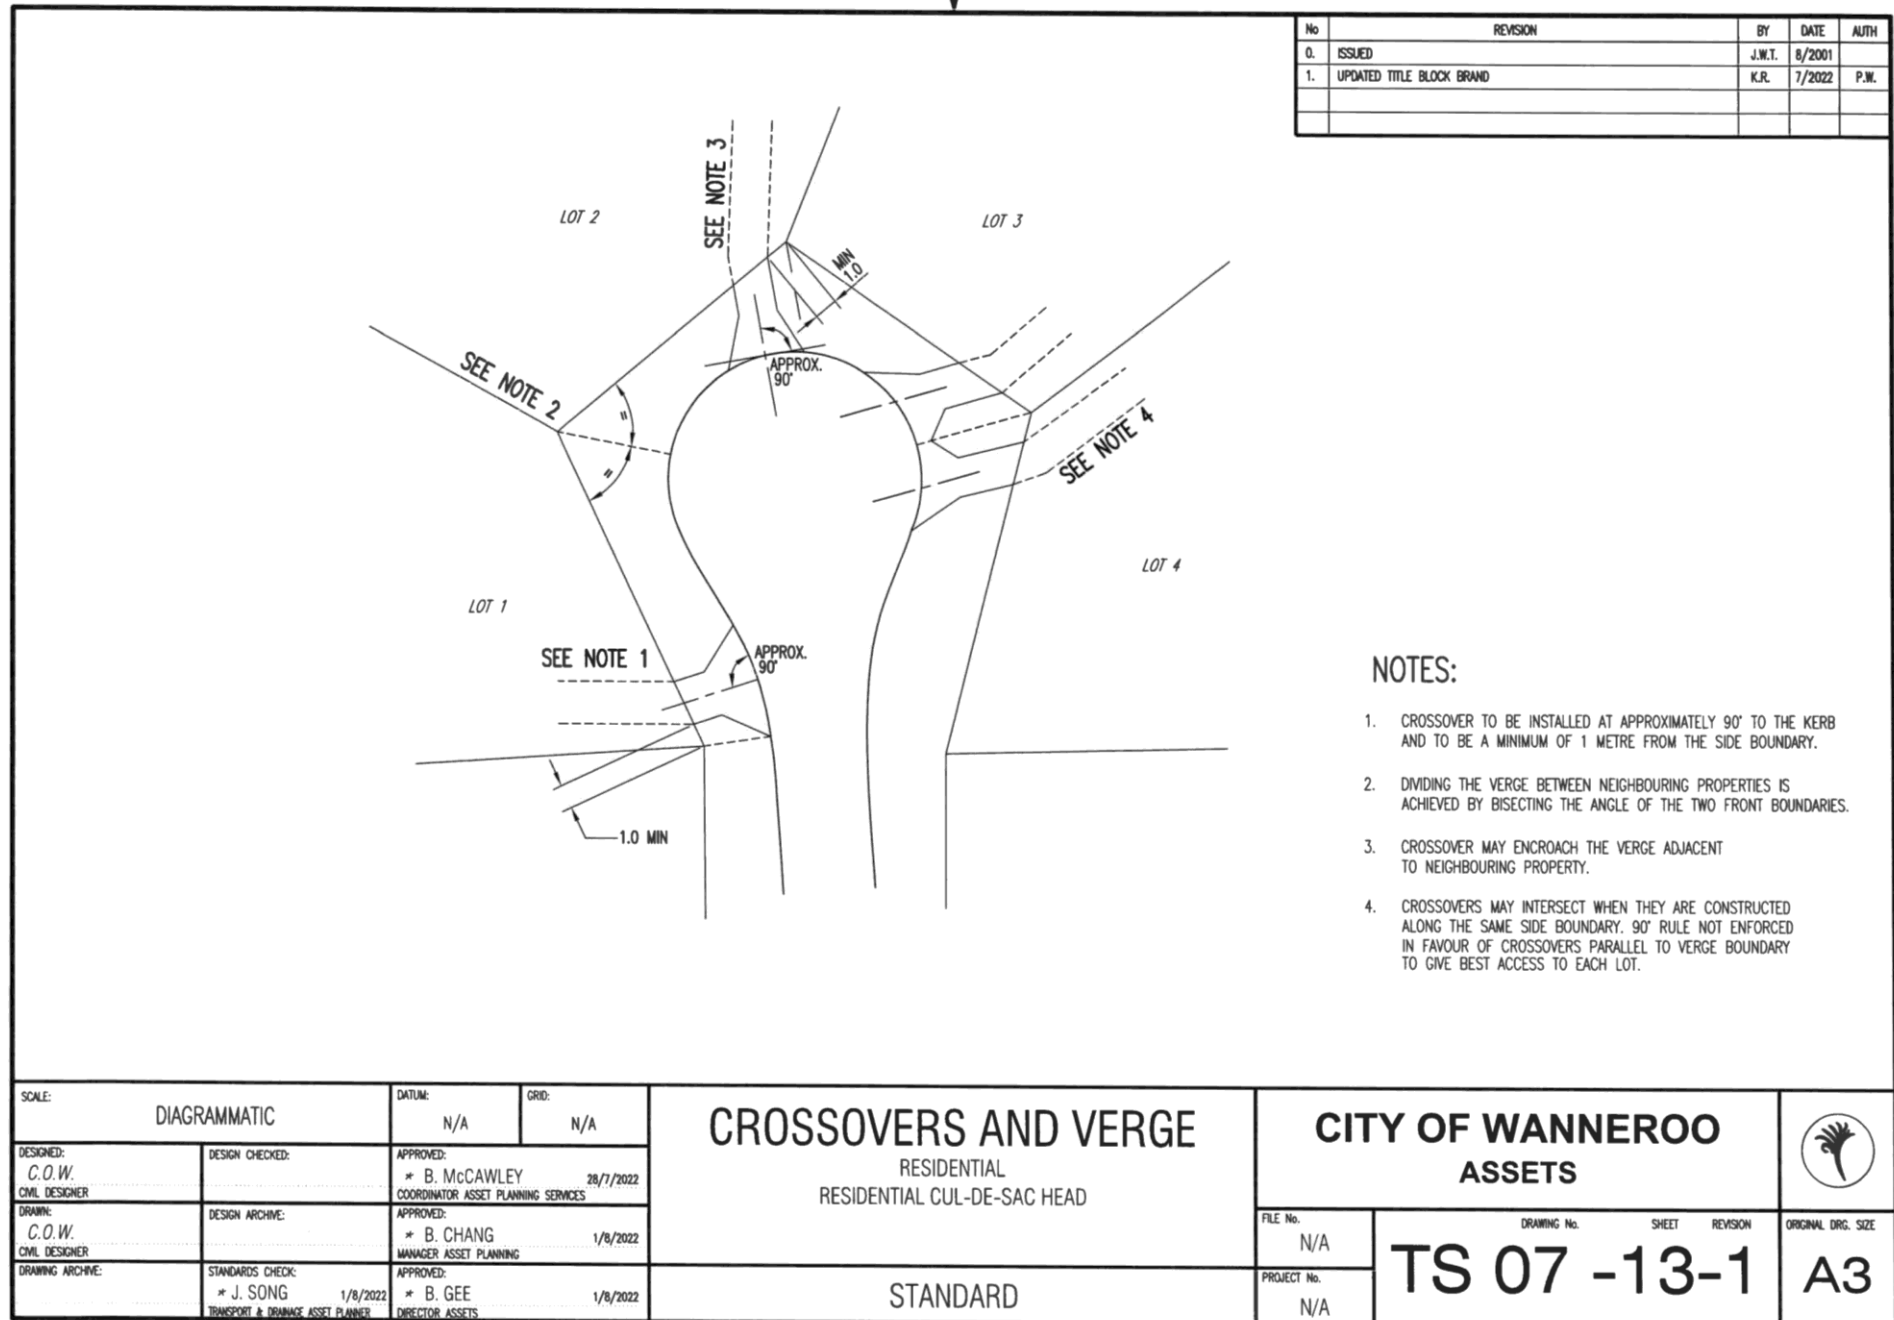 No REVISION BY DATE AUTH
0. ISSUED J.W.T. 8/2001
1. UPDATED TITLE BLOCK BRAND K.R. 7/2022 P.W.
SEE NOTE 3
LOT 2
LOT 3
MIN
1.0
SEE NOTE 2
APPROX.
90°
=
=
SEE NOTE 4
LOT 4
LOT 1
SEE NOTE 1
APPROX.
90°
1.0 MIN
NOTES:
1. CROSSOVER TO BE INSTALLED AT APPROXIMATELY 90° TO THE KERB
AND TO BE A MINIMUM OF 1 METRE FROM THE SIDE BOUNDARY.
2. DIVIDING THE VERGE BETWEEN NEIGHBOURING PROPERTIES IS
ACHIEVED BY BISECTING THE ANGLE OF THE TWO FRONT BOUNDARIES.
3. CROSSOVER MAY ENCROACH THE VERGE ADJACENT
TO NEIGHBOURING PROPERTY.
4. CROSSOVERS MAY INTERSECT WHEN THEY ARE CONSTRUCTED
ALONG THE SAME SIDE BOUNDARY. 90° RULE NOT ENFORCED
IN FAVOUR OF CROSSOVERS PARALLEL TO VERGE BOUNDARY
TO GIVE BEST ACCESS TO EACH LOT.
SCALE:
DIAGRAMMATIC
DATUM:
N/A
GRID:
N/A
DESIGNED:
C.O.W.
CIVIL DESIGNER
DESIGN CHECKED:
APPROVED:
* B. McCAWLEY 28/7/2022
COORDINATOR ASSET PLANNING SERVICES
DRAWN:
C.O.W.
CIVIL DESIGNER
DESIGN ARCHIVE:
APPROVED:
* B. CHANG 1/8/2022
MANAGER ASSET PLANNING
DRAWING ARCHIVE:
STANDARDS CHECK:
* J. SONG 1/8/2022
TRANSPORT & DRAINAGE ASSET PLANNER
APPROVED:
* B. GEE 1/8/2022
DIRECTOR ASSETS
CROSSOVERS AND VERGE
RESIDENTIAL
RESIDENTIAL CUL-DE-SAC HEAD
STANDARD
CITY OF WANNEROO
ASSETS
FILE No.
N/A
PROJECT No.
N/A
DRAWING No. SHEET REVISION
TS 07 -13-1
ORIGINAL DRG. SIZE
A3